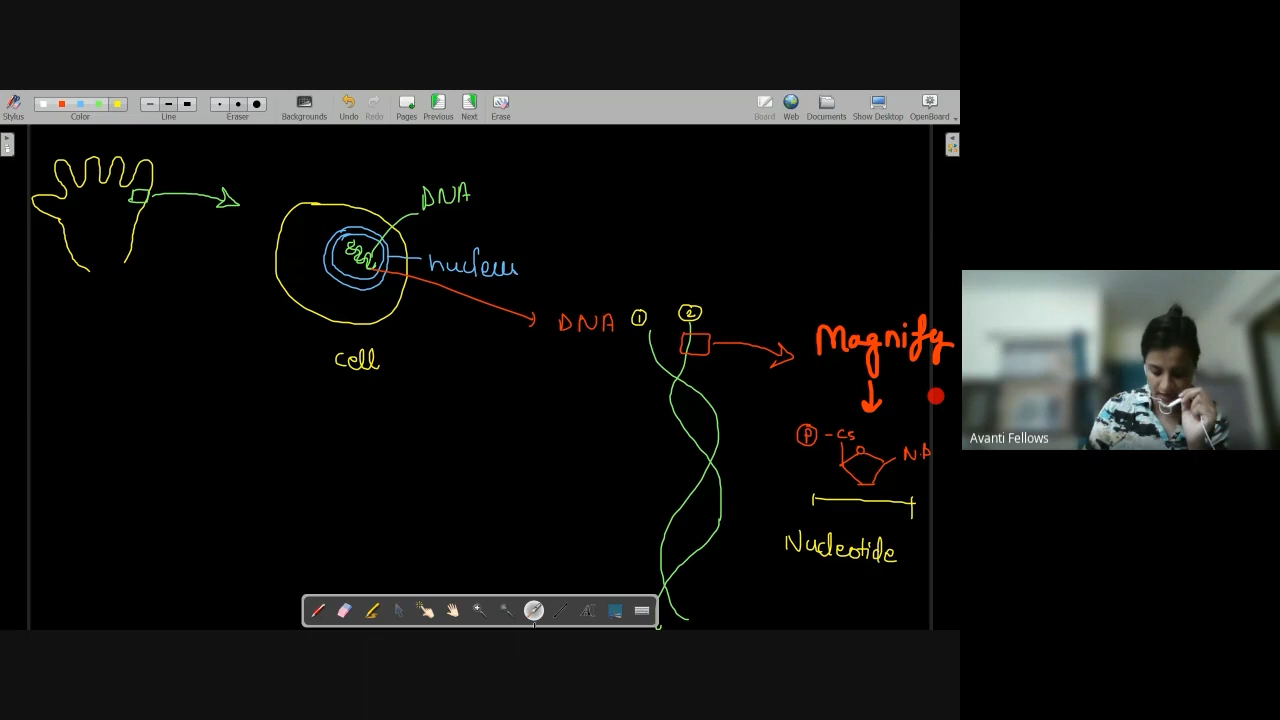 Stylus
Color
Line
Eraser
Backgrounds
Undo
Redo
Pages
Previous
Next
Erase
Board
Web
Documents
Show Desktop
OpenBoard
DNA
nucleus
cell
DNA
1
2
Magnify
P - C5
N.B
Nucleotide
Avanti Fellows